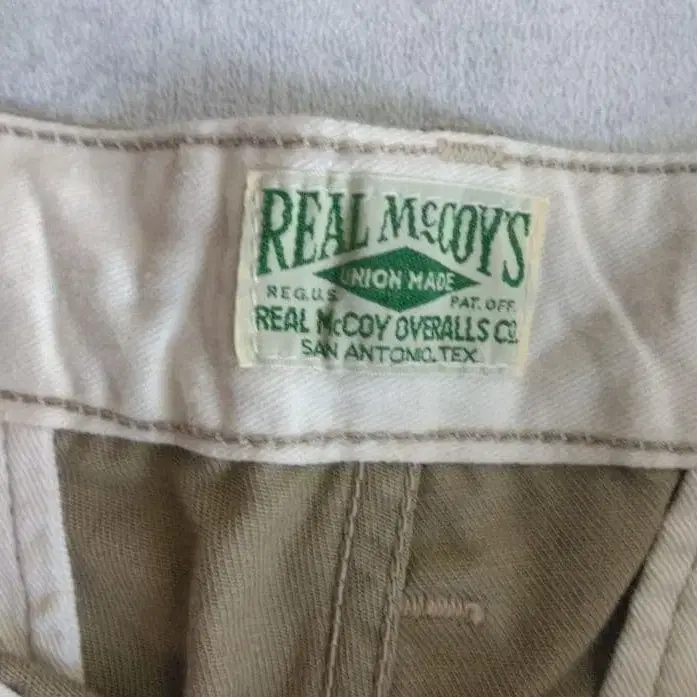 REAL McCOY'S
UNION MADE
REG.U.S. PAT. OFF.
REAL McCOY OVERALLS CO.
SAN ANTONIO, TEX.